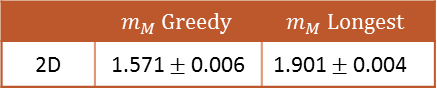 m_M Greedy m_M Longest
2D 1.571 ± 0.006 1.901 ± 0.004